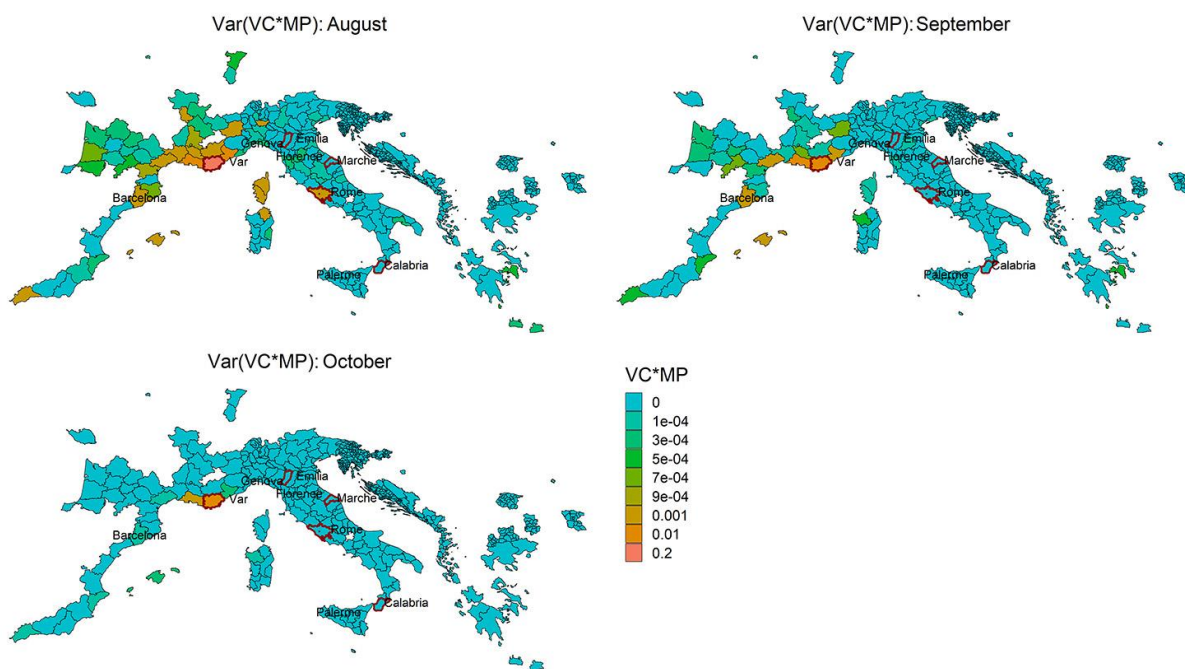 Var(VC*MP): August
Genova
Emilia
Florence
Marche
Var
Rome
Barcelona
Palermo
Calabria
Var(VC*MP): September
Genova
Emilia
Florence
Marche
Var
Rome
Barcelona
Palermo
Calabria
Var(VC*MP): October
Genova
Emilia
Florence
Marche
Var
Rome
Barcelona
Palermo
Calabria
VC*MP
0
1e-04
3e-04
5e-04
7e-04
9e-04
0.001
0.01
0.2